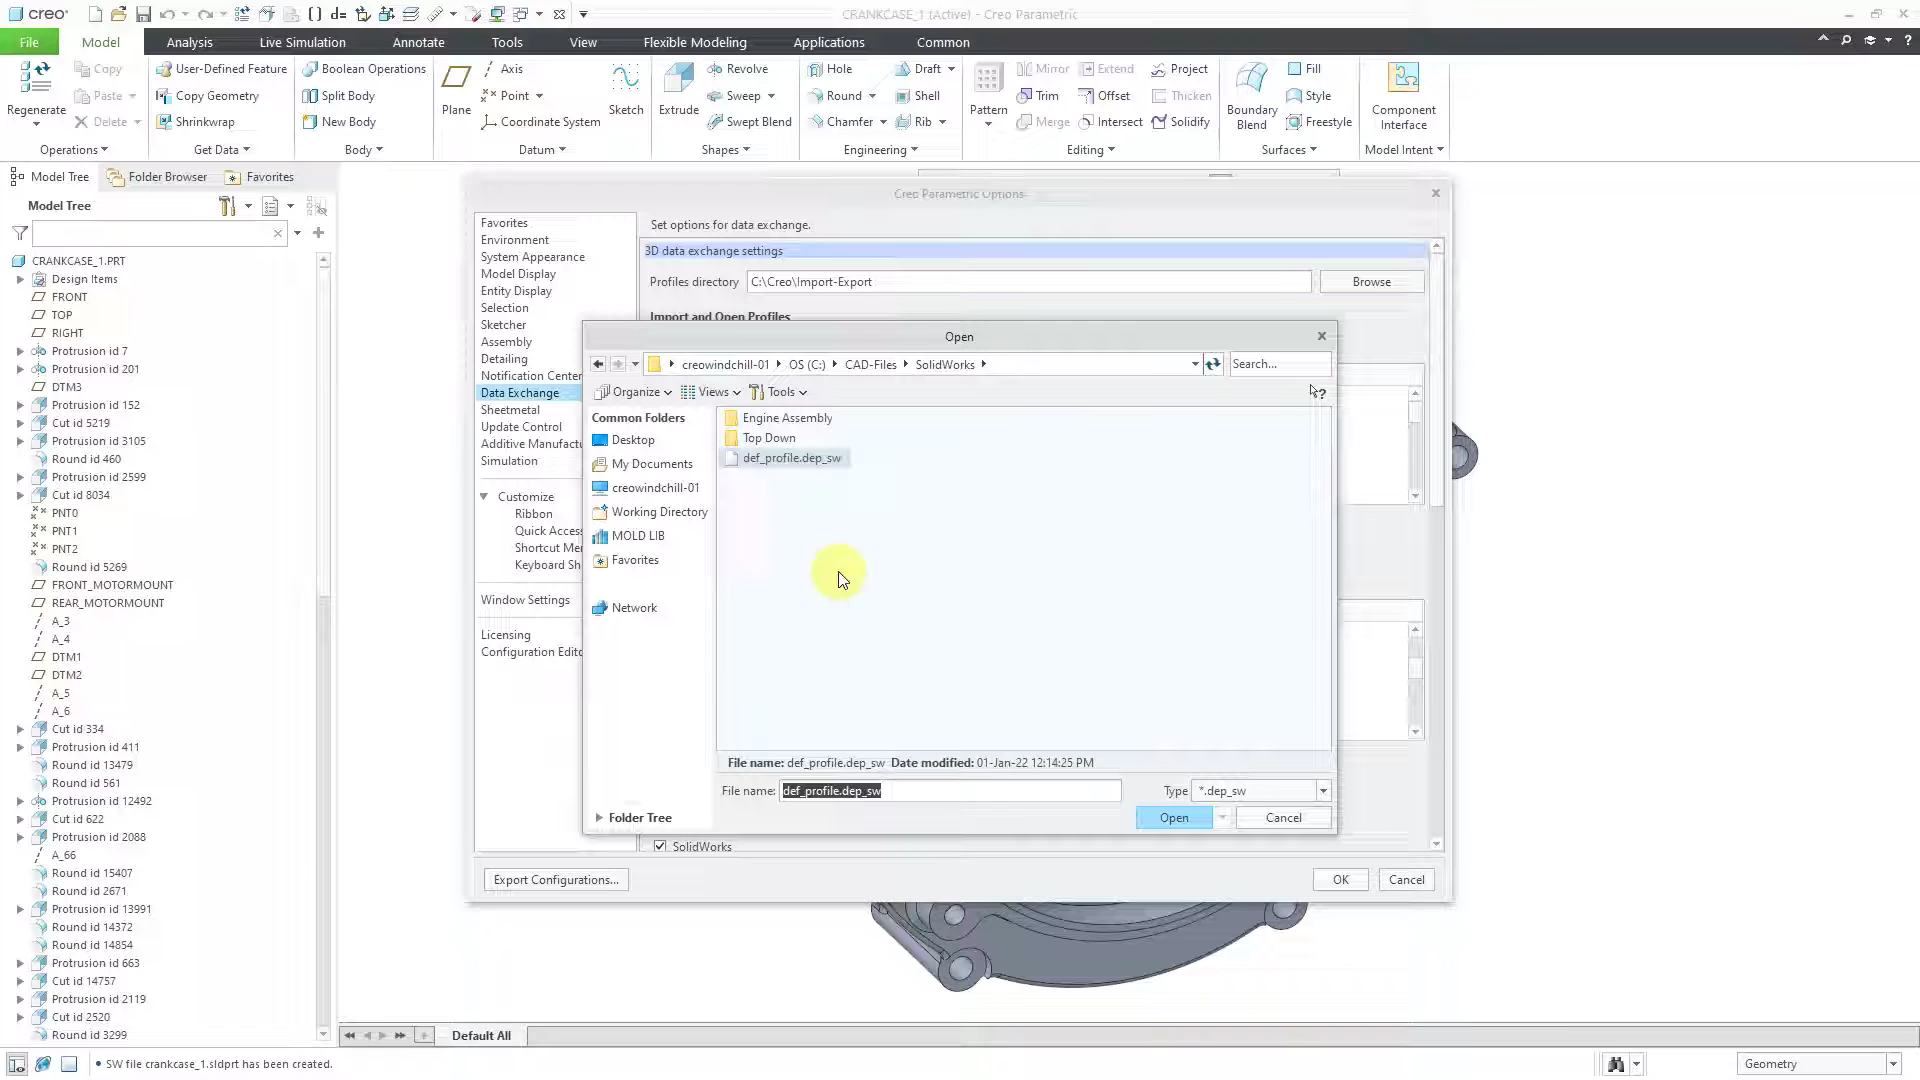 creo
CRANKCASE_1 (Active) - Creo Parametric
File
Model
Analysis
Live Simulation
Annotate
Tools
View
Flexible Modeling
Applications
Common
Regenerate
Copy
Paste
Delete
Operations
User-Defined Feature
Copy Geometry
Shrinkwrap
Get Data
Boolean Operations
Split Body
New Body
Body
Plane
Axis
Point
Coordinate System
Sketch
Datum
Extrude
Revolve
Sweep
Swept Blend
Shapes
Hole
Round
Chamfer
Draft
Shell
Rib
Engineering
Pattern
Mirror
Trim
Merge
Extend
Offset
Intersect
Project
Thicken
Solidify
Editing
Boundary
Blend
Fill
Style
Freestyle
Surfaces
Component
Interface
Model Intent
Model Tree
Folder Browser
Favorites
Model Tree
CRANKCASE_1.PRT
Design Items
FRONT
TOP
RIGHT
Protrusion id 7
Protrusion id 201
DTM3
Protrusion id 152
Cut id 5219
Protrusion id 3105
Round id 460
Protrusion id 2599
Cut id 8034
PNT0
PNT1
PNT2
Round id 5269
FRONT_MOTORMOUNT
REAR_MOTORMOUNT
A_3
A_4
DTM1
DTM2
A_5
A_6
Cut id 334
Protrusion id 411
Round id 13479
Round id 561
Protrusion id 12492
Cut id 622
Protrusion id 2088
A_66
Round id 15407
Round id 2671
Protrusion id 13991
Round id 14372
Round id 14854
Protrusion id 663
Cut id 14757
Protrusion id 2119
Cut id 2520
Round id 3299
Creo Parametric Options
Favorites
Environment
System Appearance
Model Display
Entity Display
Selection
Sketcher
Assembly
Detailing
Notification Center
Data Exchange
Sheetmetal
Update Control
Additive Manufactu
Simulation
Customize
Ribbon
Quick Acces
Shortcut Me
Keyboard Sh
Window Settings
Licensing
Configuration Edito
Set options for data exchange.
3D data exchange settings
Profiles directory
C:\Creo\Import-Export
Browse
Import and Open Profiles
Open
creowindchill-01
OS (C:)
CAD-Files
SolidWorks
Search...
Organize
Views
Tools
Common Folders
Desktop
My Documents
creowindchill-01
Working Directory
MOLD LIB
Favorites
Network
Folder Tree
Engine Assembly
Top Down
def_profile.dep_sw
File name: def_profile.dep_sw Date modified: 01-Jan-22 12:14:25 PM
File name: def_profile.dep_sw
Type *.dep_sw
Open
Cancel
SolidWorks
Export Configurations...
OK
Cancel
Default All
• SW file crankcase_1.sldprt has been created.
Geometry